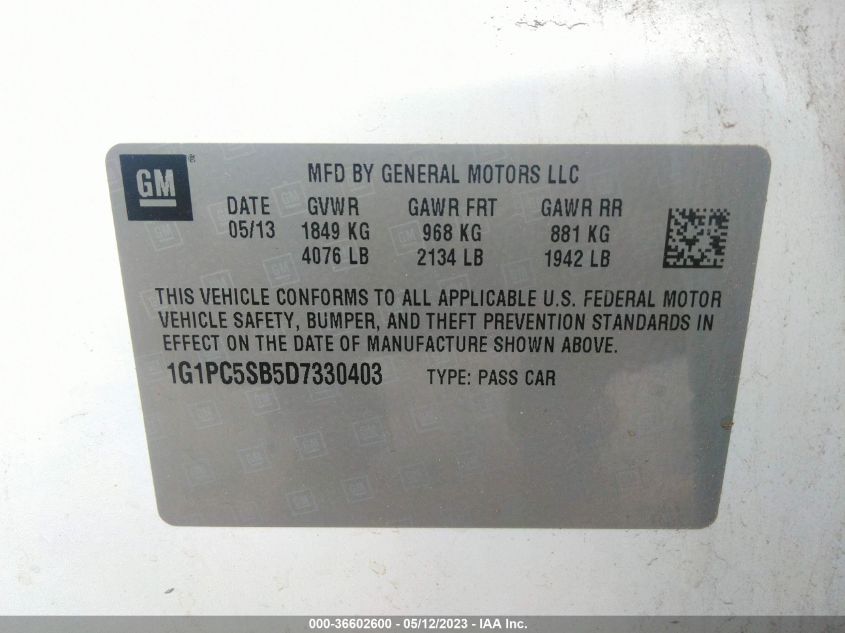 GM
MFD BY GENERAL MOTORS LLC
DATE GVWR GAWR FRT GAWR RR
05/13 1849 KG 968 KG 881 KG
4076 LB 2134 LB 1942 LB
THIS VEHICLE CONFORMS TO ALL APPLICABLE U.S. FEDERAL MOTOR
VEHICLE SAFETY, BUMPER, AND THEFT PREVENTION STANDARDS IN
EFFECT ON THE DATE OF MANUFACTURE SHOWN ABOVE.
1G1PC5SB5D7330403 TYPE: PASS CAR
000-36602600 - 05/12/2023 - IAA Inc.